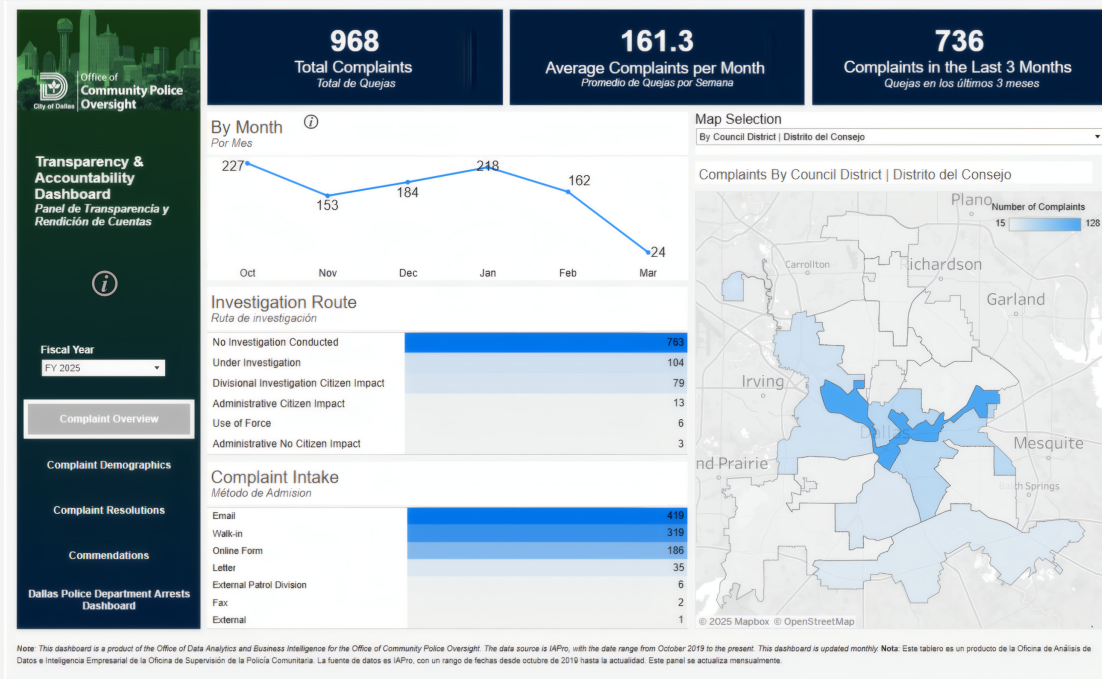 Office of
Community Police
Oversight
City of Dallas
Transparency &
Accountability
Dashboard
Panel de Transparencia y
Rendición de Cuentas
i
Fiscal Year
FY 2025
Complaint Overview
Complaint Demographics
Complaint Resolutions
Commendations
Dallas Police Department Arrests
Dashboard
968
Total Complaints
Total de Quejas
161.3
Average Complaints per Month
Promedio de Quejas por Semana
736
Complaints in the Last 3 Months
Quejas en los últimos 3 meses
By Month
i
Por Mes
227
153
184
218
162
24
Oct
Nov
Dec
Jan
Feb
Mar
Investigation Route
Ruta de investigación
No Investigation Conducted 763
Under Investigation 104
Divisional Investigation Citizen Impact 79
Administrative Citizen Impact 13
Use of Force 6
Administrative No Citizen Impact 3
Complaint Intake
Método de Admision
Email 419
Walk-in 319
Online Form 186
Letter 35
External Patrol Division 6
Fax 2
External 1
Map Selection
By Council District | Distrito del Consejo
Complaints By Council District | Distrito del Consejo
Plano
Number of Complaints
15 128
Carrollton
Richardson
Garland
Irving
Dallas
Mesquite
nd Prairie
Balch Springs
© 2025 Mapbox © OpenStreetMap
Note: This dashboard is a product of the Office of Data Analytics and Business Intelligence for the Office of Community Police Oversight. The data source is IAPro, with the date range from October 2019 to the present. This dashboard is updated monthly. Nota: Este tablero es un producto de la Oficina de Análisis de
Datos e Inteligencia Empresarial de la Oficina de Supervisión de la Policía Comunitaria. La fuente de datos es IAPro, con un rango de fechas desde octubre de 2019 hasta la actualidad. Este panel se actualiza mensualmente.